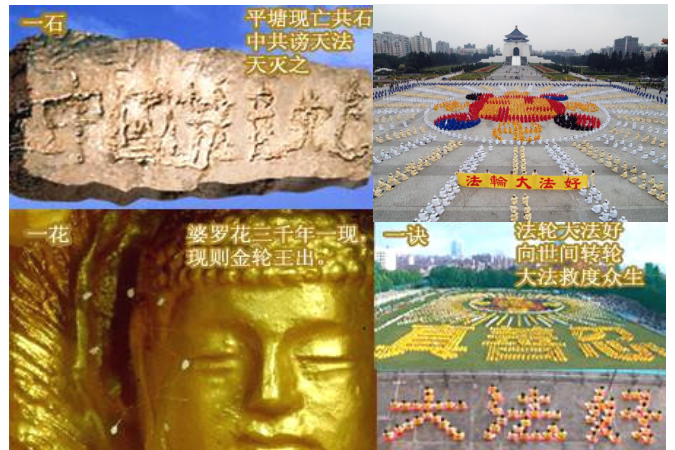 一石
平塘现亡共石
中共谤天法
天灭之
中國
法輪大法好
一花
婆罗花三千年一现,
现则金轮王出。
一诀
法轮大法好
向世间转轮
大法救度众生
真善忍
大法好